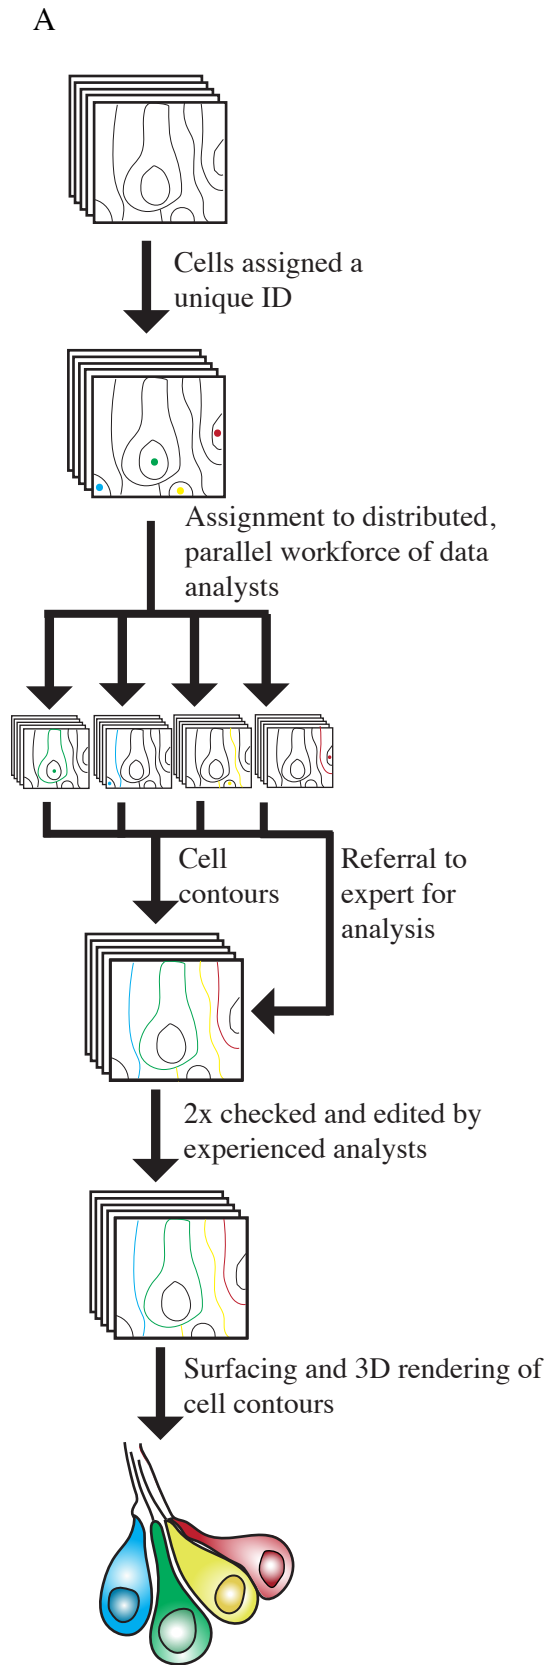 A
Cells assigned a
unique ID
Assignment to distributed,
parallel workforce of data
analysts
Cell
contours
Referral to
expert for
analysis
2x checked and edited by
experienced analysts
Surfacing and 3D rendering of
cell contours